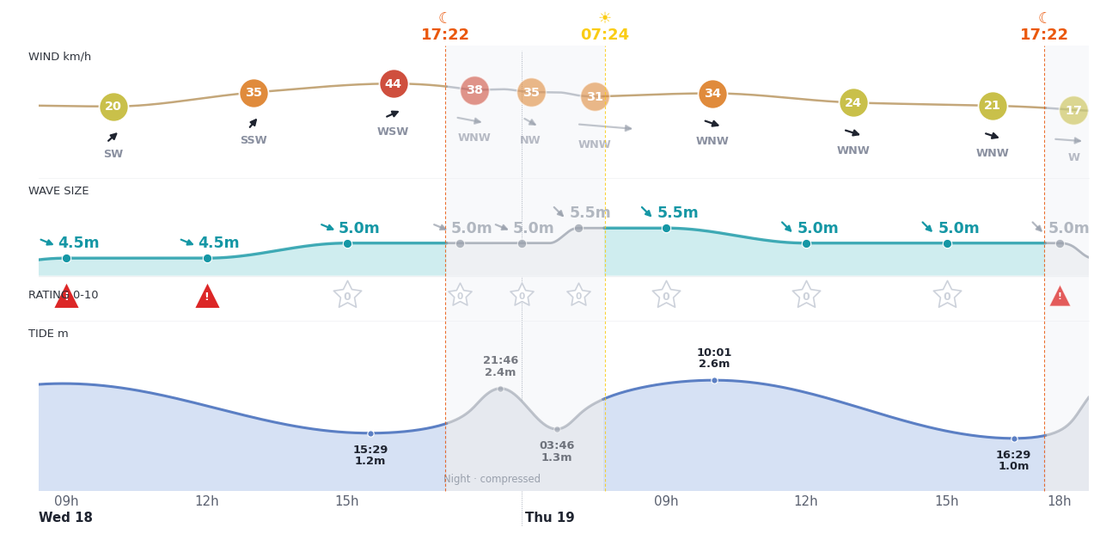 17:22 07:24 17:22
WIND km/h
20 35 44 38 35 31 34 24 21 17
SW SSW WSW WNW NW WNW WNW WNW WNW W
WAVE SIZE
4.5m 4.5m 5.0m 5.0m 5.0m 5.5m 5.5m 5.0m 5.0m 5.0m
RATING 0-10
! ! 0 0 0 0 0 0 0 !
TIDE m
21:46
2.4m
10:01
2.6m
15:29
1.2m
03:46
1.3m
16:29
1.0m
Night · compressed
09h 12h 15h 09h 12h 15h 18h
Wed 18 Thu 19